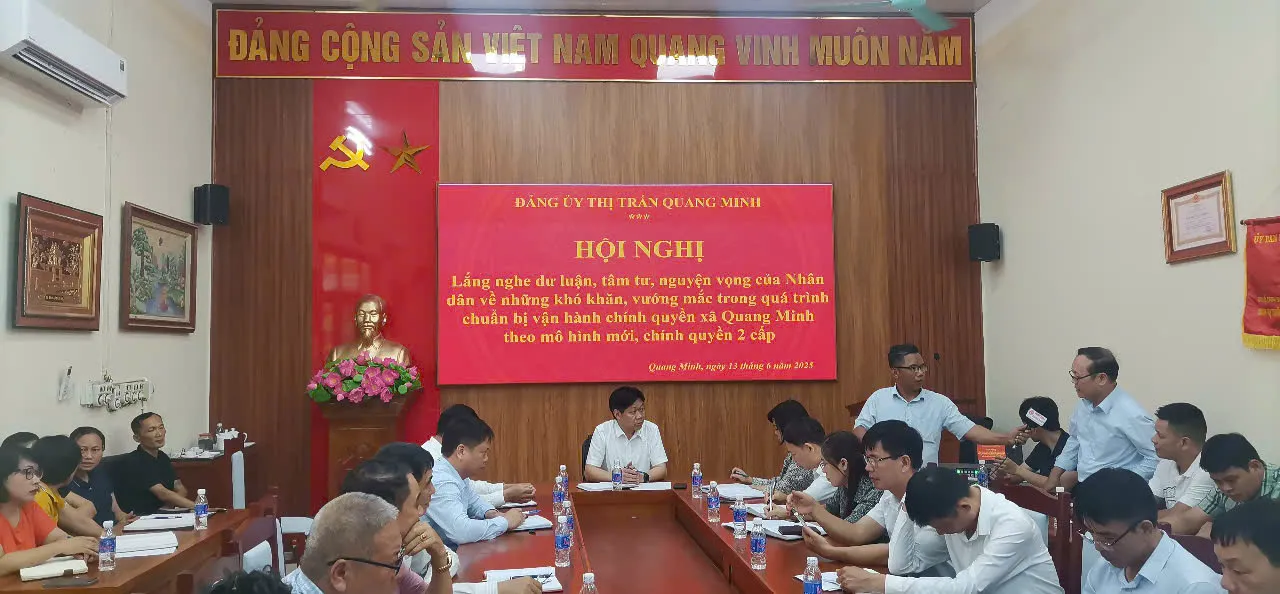 ĐẢNG CỘNG SẢN VIỆT NAM QUANG VINH MUÔN NĂM
ĐẢNG ỦY THỊ TRẤN QUANG MINH
***
HỘI NGHỊ
Lắng nghe dư luận, tâm tư, nguyện vọng của Nhân
dân về những khó khăn, vướng mắc trong quá trình
chuẩn bị vận hành chính quyền xã Quang Minh
theo mô hình mới, chính quyền 2 cấp
Quang Minh, ngày 13 tháng 6 năm 2025
ỦY BAN